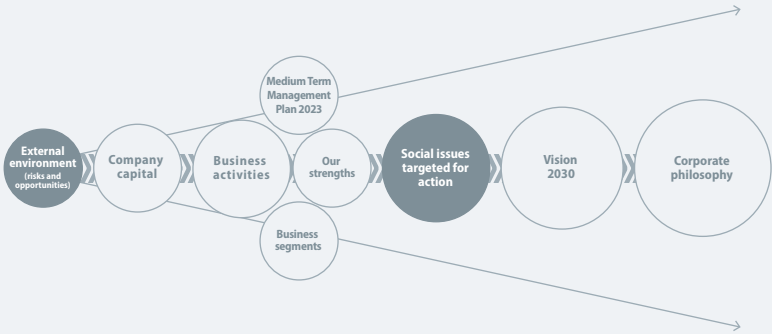 External
environment
(risks and
opportunities)
Company
capital
Business
activities
Medium Term
Management
Plan 2023
Our
strengths
Business
segments
Social issues
targeted for
action
Vision
2030
Corporate
philosophy